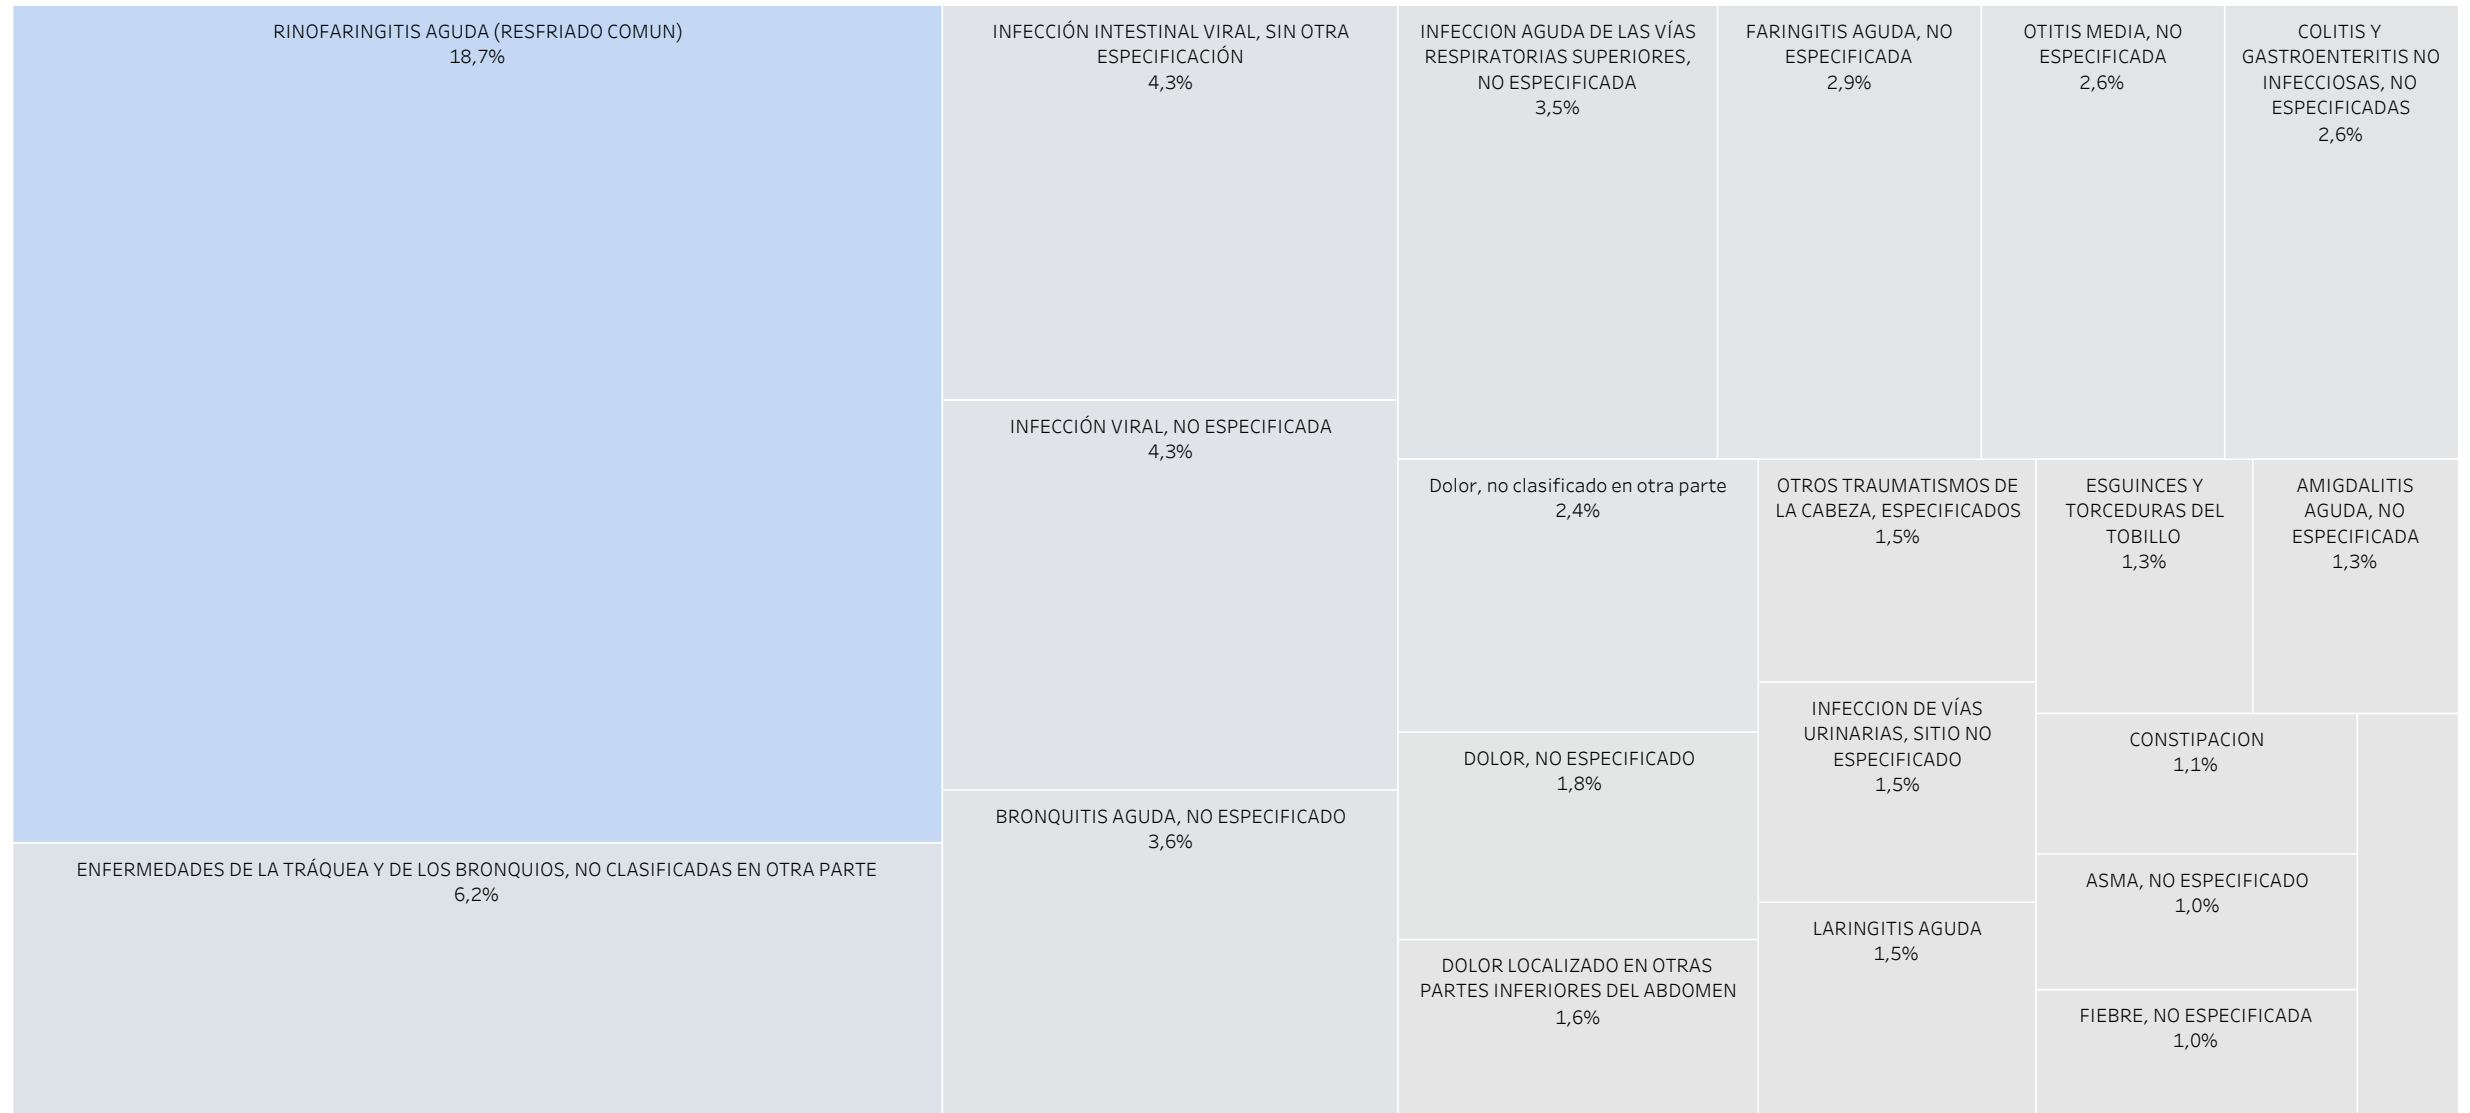 RINOFARINGITIS AGUDA (RESFRIADO COMUN)
18,7%
ENFERMEDADES DE LA TRÁQUEA Y DE LOS BRONQUIOS, NO CLASIFICADAS EN OTRA PARTE
6,2%
INFECCIÓN INTESTINAL VIRAL, SIN OTRA
ESPECIFICACIÓN
4,3%
INFECCIÓN VIRAL, NO ESPECIFICADA
4,3%
BRONQUITIS AGUDA, NO ESPECIFICADO
3,6%
INFECCION AGUDA DE LAS VÍAS
RESPIRATORIAS SUPERIORES,
NO ESPECIFICADA
3,5%
FARINGITIS AGUDA, NO
ESPECIFICADA
2,9%
OTITIS MEDIA, NO
ESPECIFICADA
2,6%
COLITIS Y
GASTROENTERITIS NO
INFECCIOSAS, NO
ESPECIFICADAS
2,6%
Dolor, no clasificado en otra parte
2,4%
DOLOR, NO ESPECIFICADO
1,8%
DOLOR LOCALIZADO EN OTRAS
PARTES INFERIORES DEL ABDOMEN
1,6%
OTROS TRAUMATISMOS DE
LA CABEZA, ESPECIFICADOS
1,5%
INFECCION DE VÍAS
URINARIAS, SITIO NO
ESPECIFICADO
1,5%
LARINGITIS AGUDA
1,5%
ESGUINCES Y
TORCEDURAS DEL
TOBILLO
1,3%
AMIGDALITIS
AGUDA, NO
ESPECIFICADA
1,3%
CONSTIPACION
1,1%
ASMA, NO ESPECIFICADO
1,0%
FIEBRE, NO ESPECIFICADA
1,0%